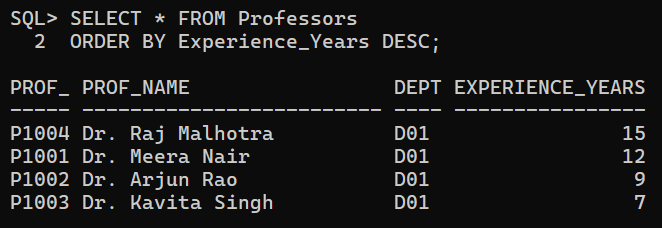 SQL> SELECT * FROM Professors
  2  ORDER BY Experience_Years DESC;

PROF_ PROF_NAME                 DEPT EXPERIENCE_YEARS
----- ------------------------- ---- ----------------
P1004 Dr. Raj Malhotra          D01                15
P1001 Dr. Meera Nair            D01                12
P1002 Dr. Arjun Rao             D01                 9
P1003 Dr. Kavita Singh          D01                 7